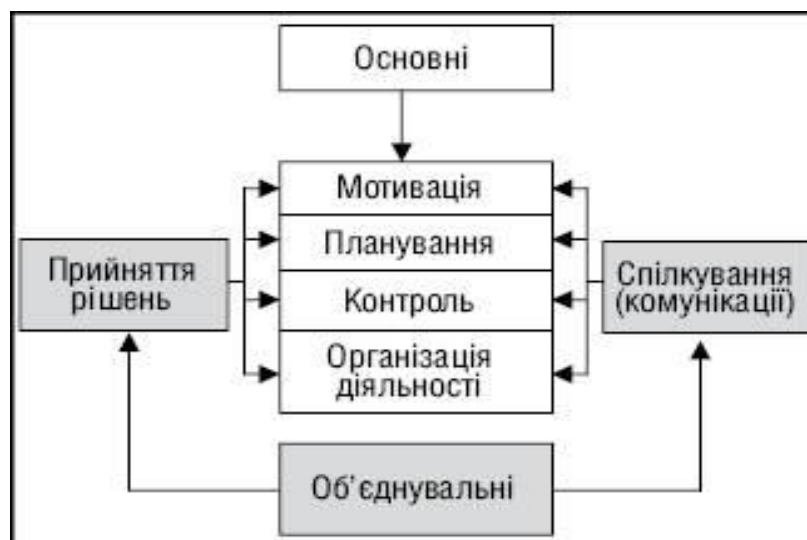 Основні
Мотивація
Планування
Прийняття
рішень
Спілкування
(комунікації)
Контроль
Організація
діяльності
Об’єднувальні